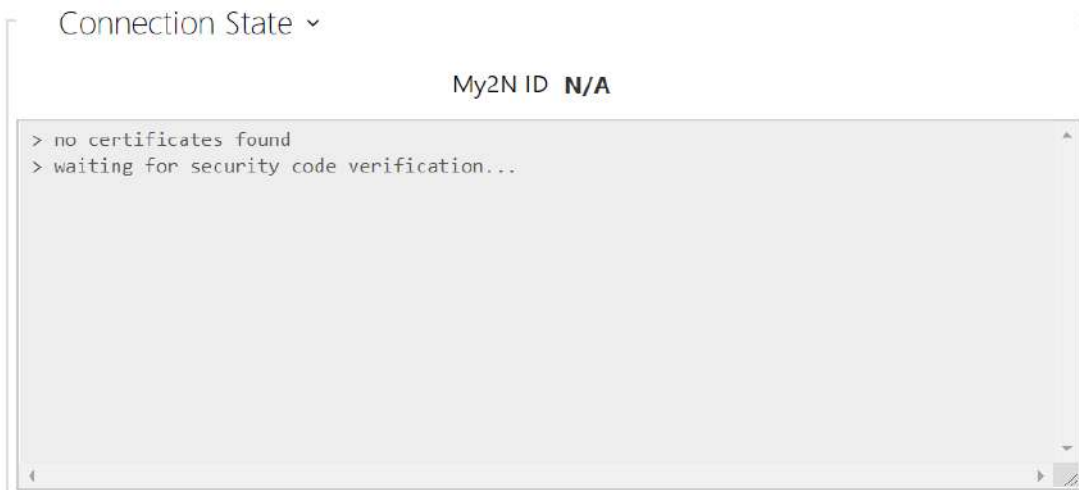 Connection State
My2N ID N/A
> no certificates found
> waiting for security code verification...